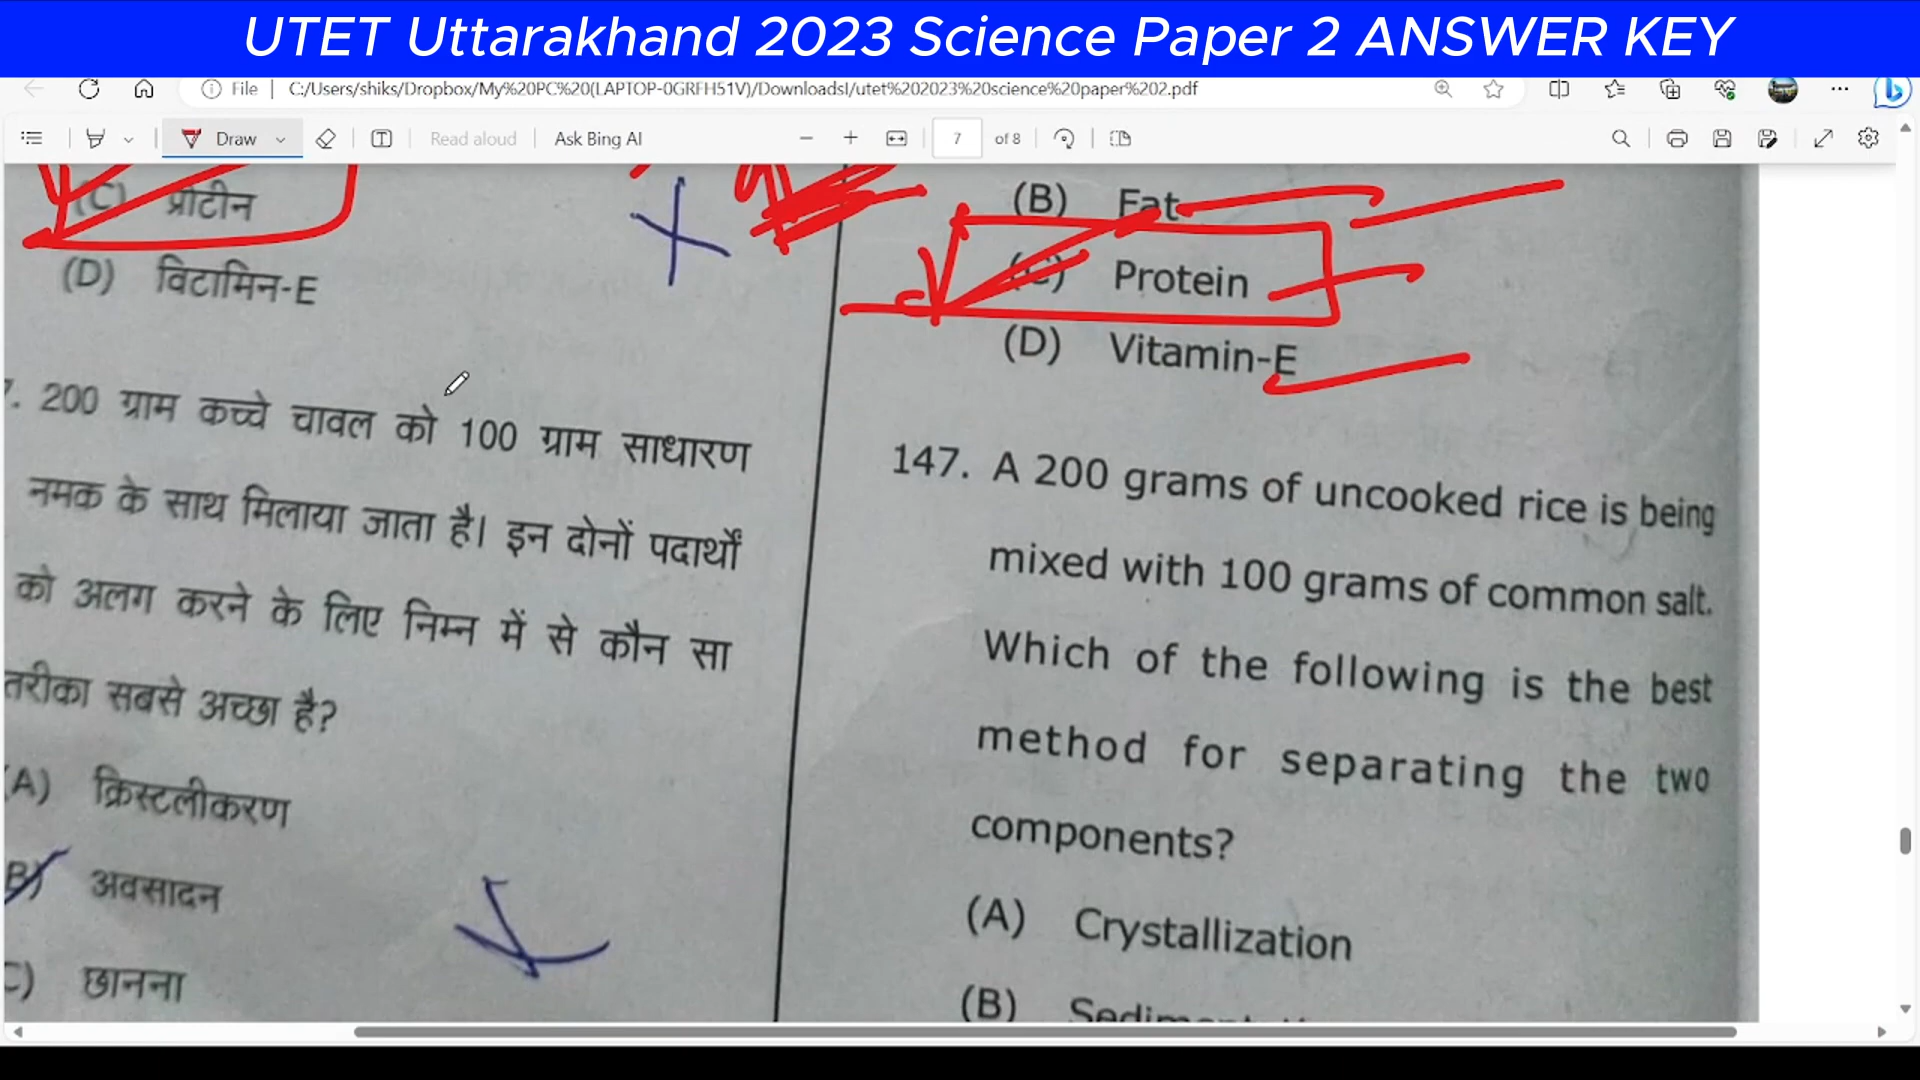 UTET Uttarakhand 2023 Science Paper 2 ANSWER KEY
File
C:/Users/shiks/Dropbox/My%20PC%20(LAPTOP-0GRFH51V)/Downloadsl/utet%202023%20science%20paper%202.pdf
Draw
Read aloud
Ask Bing AI
7
of 8
(C) प्रोटीन
(D) विटामिन-E
200 ग्राम कच्चे चावल को 100 ग्राम साधारण
नमक के साथ मिलाया जाता है। इन दोनों पदार्थों
को अलग करने के लिए निम्न में से कौन सा
तरीका सबसे अच्छा है?
(A) क्रिस्टलीकरण
B) अवसादन
C) छानना
(B) Fat
(C) Protein
(D) Vitamin-E
147. A 200 grams of uncooked rice is being
mixed with 100 grams of common salt.
Which of the following is the best
method for separating the two
components?
(A) Crystallization
(B)